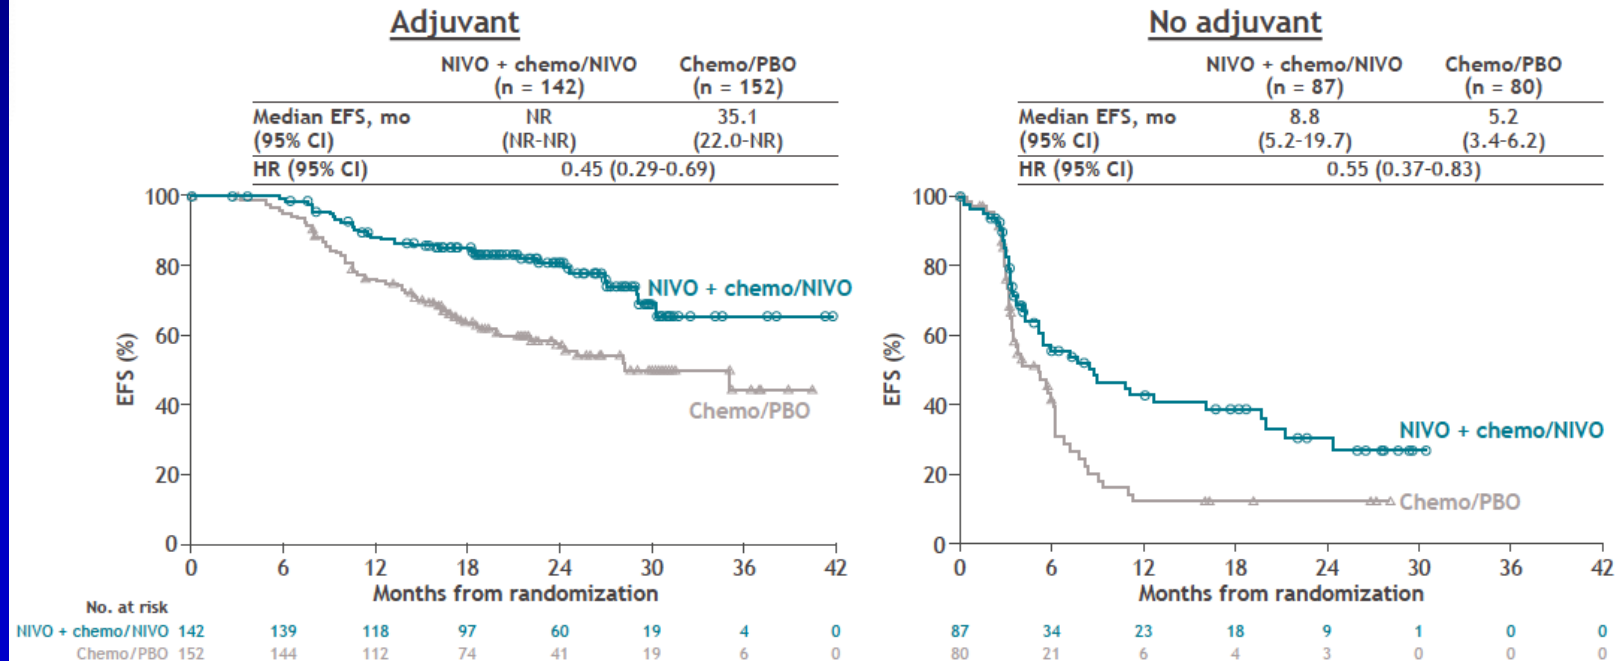 Adjuvant
NIVO + chemo/NIVO Chemo/PBO
(n = 142) (n = 152)
Median EFS, mo NR 35.1
(95% CI) (NR-NR) (22.0-NR)
HR (95% CI) 0.45 (0.29-0.69)
100
80
60
40
20
0
EFS (%)
NIVO + chemo/NIVO
Chemo/PBO
0 6 12 18 24 30 36 42
Months from randomization
No. at risk
NIVO + chemo/NIVO 142 139 118 97 60 19 4 0
Chemo/PBO 152 144 112 74 41 19 6 0
No adjuvant
NIVO + chemo/NIVO Chemo/PBO
(n = 87) (n = 80)
Median EFS, mo 8.8 5.2
(95% CI) (5.2-19.7) (3.4-6.2)
HR (95% CI) 0.55 (0.37-0.83)
100
80
60
40
20
0
EFS (%)
NIVO + chemo/NIVO
Chemo/PBO
0 6 12 18 24 30 36 42
Months from randomization
87 34 23 18 9 1 0 0
80 21 6 4 3 0 0 0